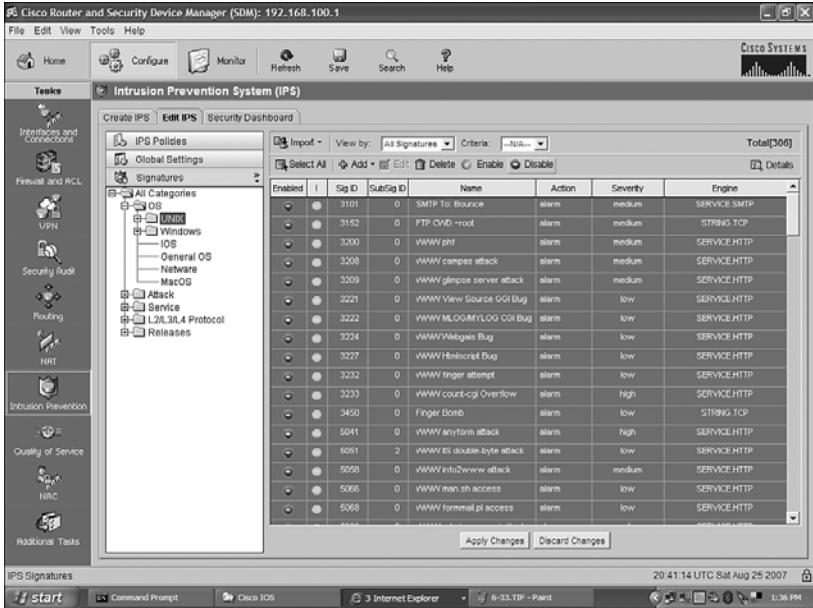 Cisco Router and Security Device Manager (SDM): 192.168.100.1
File Edit View Tools Help
Home Configure Monitor Refresh Save Search Help
CISCO SYSTEMS
Tasks
Intrusion Prevention System (IPS)
Interfaces and Connections
Firewall and ACL
VPN
Security Audit
Routing
NAT
Intrusion Prevention
Quality of Service
NAC
Additional Tasks
Create IPS Edit IPS Security Dashboard
IPS Policies
Global Settings
Signatures
All Categories
OS
UNIX
Windows
IOS
General OS
Netware
MacOS
Attack
Service
L2/L3/L4 Protocol
Releases
Import View by: All Signatures Criteria: --N/A-- Total[306]
Select All Add Edit Delete Enable Disable Details
Enabled ! Sig ID SubSig ID Name Action Severity Engine
3101 0 SMTP To: Bounce alarm medium SERVICE.SMTP
3152 0 FTP CWD ~root alarm medium STRING.TCP
3200 0 WWW phf alarm medium SERVICE.HTTP
3208 0 WWW campas attack alarm medium SERVICE.HTTP
3209 0 WWW glimpse server attack alarm medium SERVICE.HTTP
3221 0 WWW View Source GGI Bug alarm low SERVICE.HTTP
3222 0 WWW MLOG/MYLOG CGI Bug alarm low SERVICE.HTTP
3224 0 WWW Webgais Bug alarm low SERVICE.HTTP
3227 0 WWW Htmlscript Bug alarm low SERVICE.HTTP
3232 0 WWW finger attempt alarm low SERVICE.HTTP
3233 0 WWW count-cgi Overflow alarm high SERVICE.HTTP
3450 0 Finger Bomb alarm low STRING.TCP
5041 0 WWW anyform attack alarm high SERVICE.HTTP
5051 2 WWW IIS double-byte attack alarm low SERVICE.HTTP
5058 0 WWW info2www attack alarm medium SERVICE.HTTP
5066 0 WWW man.sh access alarm low SERVICE.HTTP
5068 0 WWW formmail.pl access alarm low SERVICE.HTTP
Apply Changes Discard Changes
IPS Signatures 20:41:14 UTC Sat Aug 25 2007
start Command Prompt Cisco IOS 3 Internet Explorer 6-33.TIF - Paint 1:36 PM